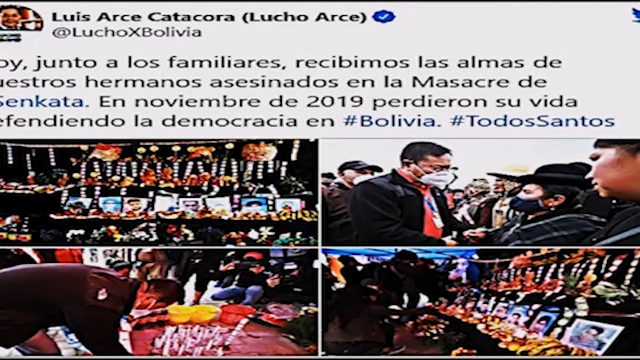 Luis Arce Catacora (Lucho Arce)
@LuchoXBolivia
oy, junto a los familiares, recibimos las almas de
uestros hermanos asesinados en la Masacre de
Senkata. En noviembre de 2019 perdieron su vida
efendiendo la democracia en #Bolivia. #TodosSantos